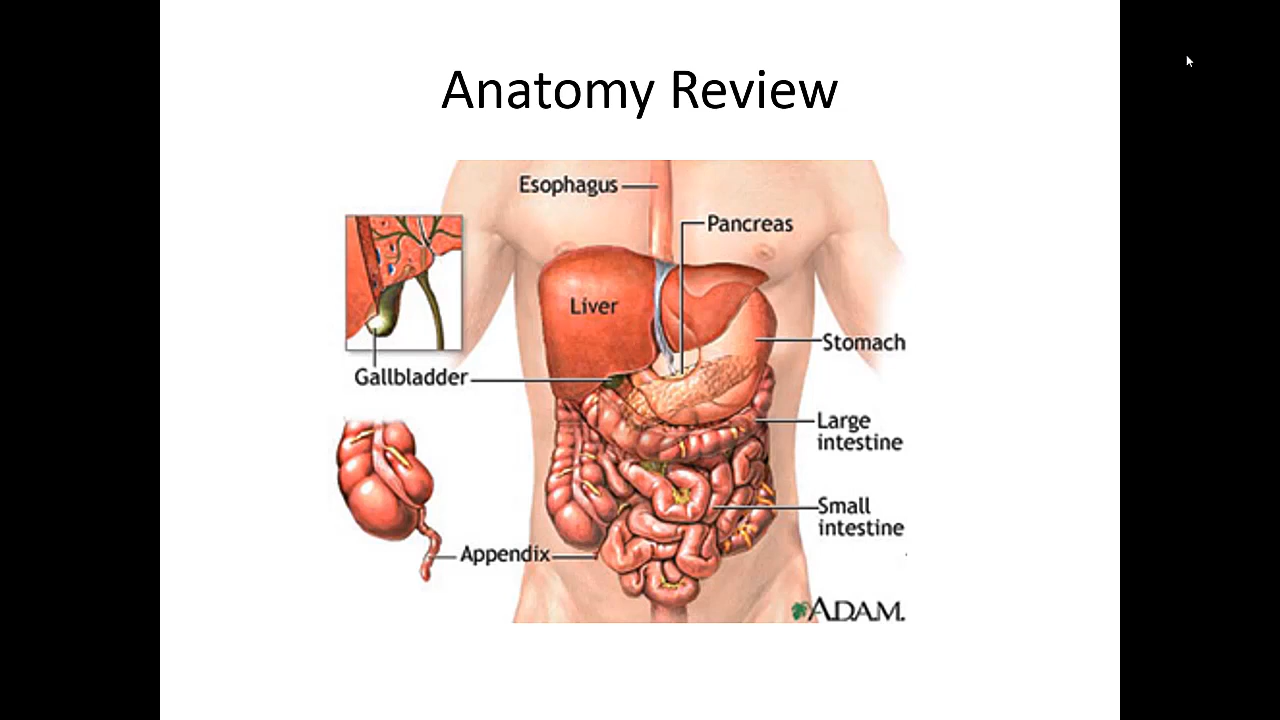 Anatomy Review
Esophagus
Pancreas
Liver
Stomach
Gallbladder
Large
intestine
Small
intestine
Appendix
A.D.A.M.